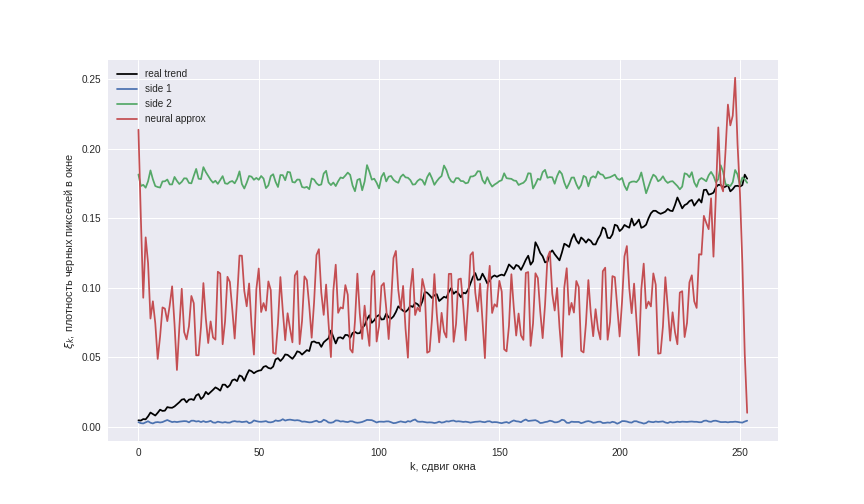 real trend
side 1
side 2
neural approx
0.25
0.20
0.15
0.10
0.05
0.00
ξk, плотность черных пикселей в окне
0 50 100 150 200 250
k, сдвиг окна